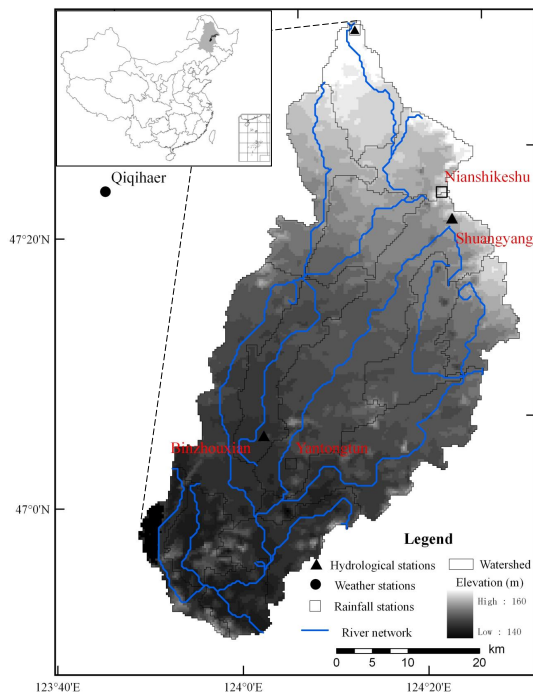 Nianshikeshu
Qiqihaer
Shuangyang
47°20'N
Binzhouxian
47°0'N
Legend
Hydrological stations
Watershed
Weather stations
Elevation (m)
Rainfall stations
High : 160
River network
Low : 140
0 5 10 20 km
123°40'E
124°0'E
124°20'E